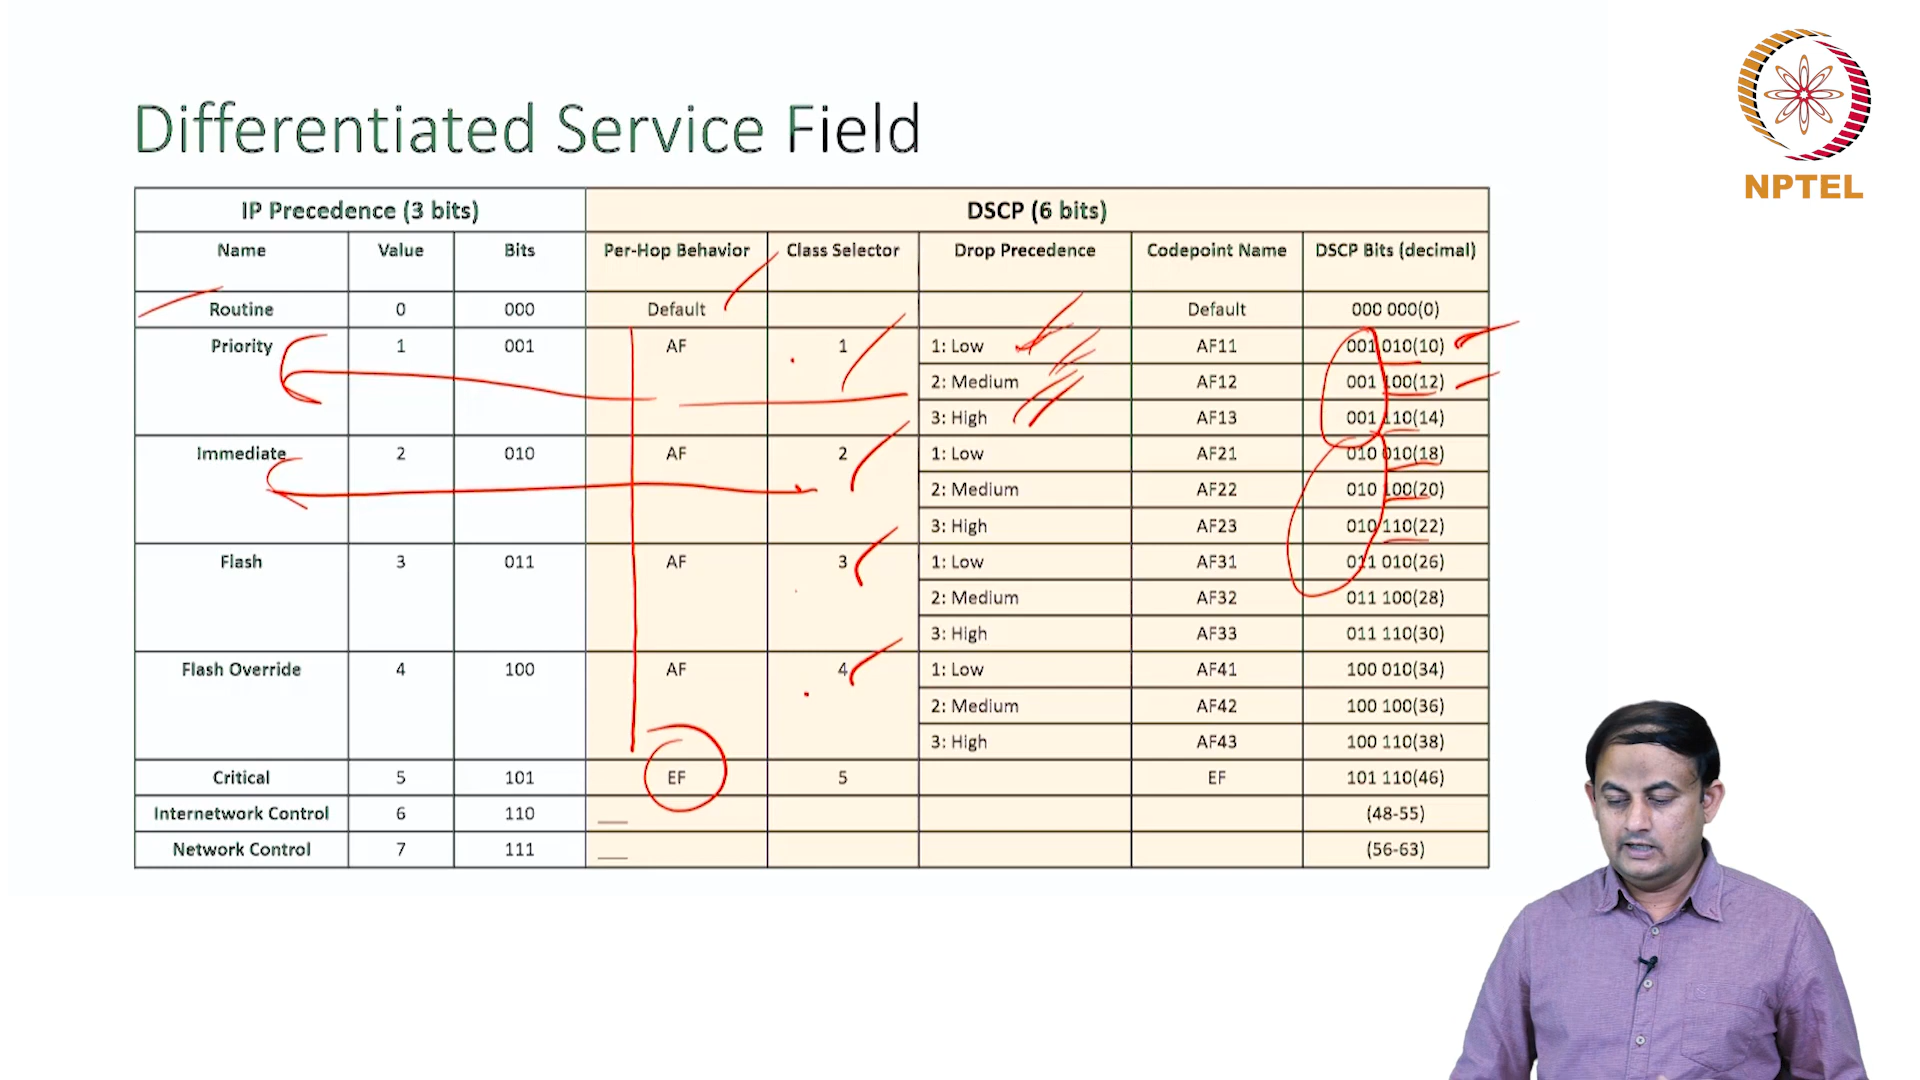 NPTEL
Differentiated Service Field
IP Precedence (3 bits) DSCP (6 bits)
Name Value Bits Per-Hop Behavior Class Selector Drop Precedence Codepoint Name DSCP Bits (decimal)
Routine 0 000 Default Default 000 000(0)
Priority 1 001 AF 1 1: Low AF11 001 010(10)
2: Medium AF12 001 100(12)
3: High AF13 001 110(14)
Immediate 2 010 AF 2 1: Low AF21 010 010(18)
2: Medium AF22 010 100(20)
3: High AF23 010 110(22)
Flash 3 011 AF 3 1: Low AF31 011 010(26)
2: Medium AF32 011 100(28)
3: High AF33 011 110(30)
Flash Override 4 100 AF 4 1: Low AF41 100 010(34)
2: Medium AF42 100 100(36)
3: High AF43 100 110(38)
Critical 5 101 EF 5 EF 101 110(46)
Internetwork Control 6 110 ___ (48-55)
Network Control 7 111 ___ (56-63)